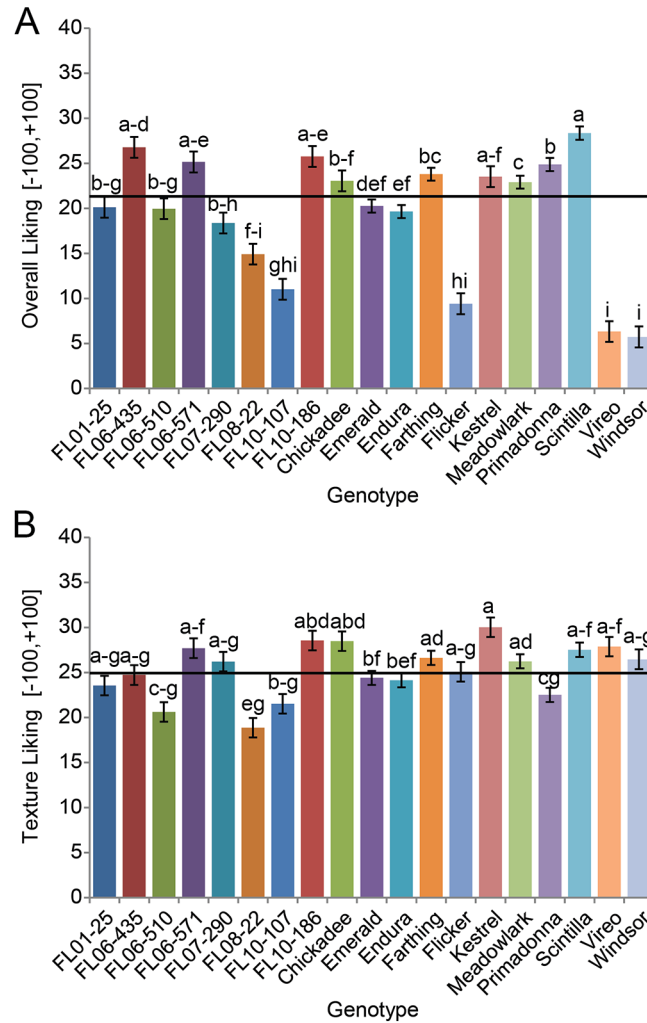 A
Overall Liking [-100,+100]
40
35
30
25
20
15
10
5
0
b-g
a-d
b-g
a-e
b-h
f-i
ghi
a-e
b-f
def
ef
bc
hi
a-f
c
b
a
i
i
FL01-25
FL06-435
FL06-510
FL06-571
FL07-290
FL08-22
FL10-107
FL10-186
Chickadee
Emerald
Endura
Farthing
Flicker
Kestrel
Meadowlark
Primadonna
Scintilla
Vireo
Windsor
Genotype
B
Texture Liking [-100,+100]
40
35
30
25
20
15
10
5
0
a-g
a-g
c-g
a-f
a-g
eg
b-g
abd
abd
bf
bef
ad
a-g
a
ad
cg
a-f
a-f
a-g
FL01-25
FL06-435
FL06-510
FL06-571
FL07-290
FL08-22
FL10-107
FL10-186
Chickadee
Emerald
Endura
Farthing
Flicker
Kestrel
Meadowlark
Primadonna
Scintilla
Vireo
Windsor
Genotype